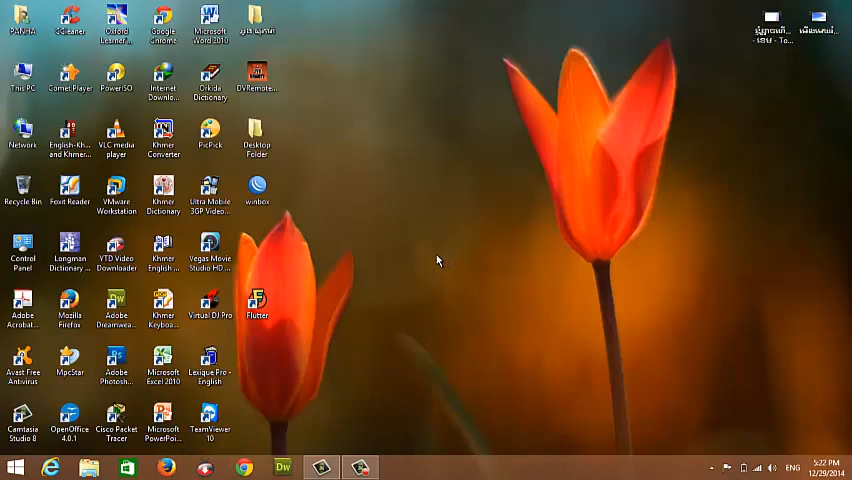 PANHA
CCleaner
Oxford
Learner'...
Google
Chrome
Microsoft
Word 2010
This PC
Comet Player
PowerISO
Internet
Downlo...
Orkida
Dictionary
DVRemote...
Network
English-Kh...
and Khmer...
VLC media
player
Khmer
Converter
PicPick
Desktop
Folder
Recycle Bin
Foxit Reader
VMware
Workstation
Khmer
Dictionary
Ultra Mobile
3GP Video...
winbox
Control
Panel
Longman
Dictionary ...
YTD Video
Downloader
Khmer
English ...
Vegas Movie
Studio HD ...
Adobe
Acrobat...
Mozilla
Firefox
Adobe
Dreamwea...
Khmer
Keyboa...
Virtual DJ Pro
Flutter
Avast Free
Antivirus
MpcStar
Adobe
Photosh...
Microsoft
Excel 2010
Lexique Pro -
English
Camtasia
Studio 8
OpenOffice
4.0.1
Cisco Packet
Tracer
Microsoft
PowerPoi...
TeamViewer
10
Dw
ENG
5:22 PM
12/29/2014